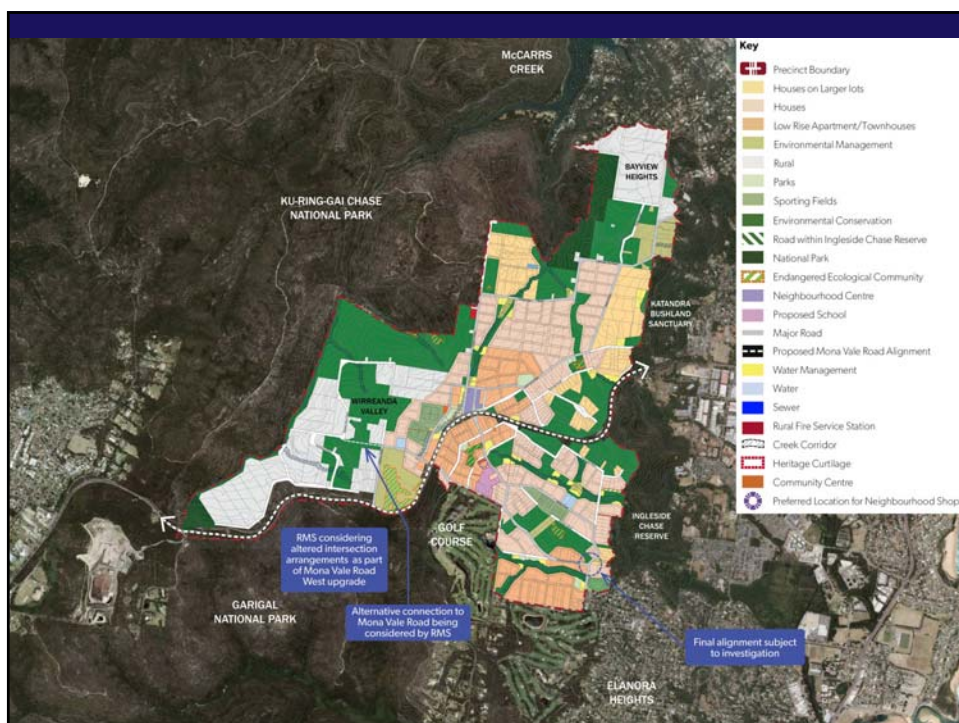 McCARRS
CREEK
BAYVIEW
HEIGHTS
KU-RING-GAI CHASE
NATIONAL PARK
KATANDRA
BUSHLAND
SANCTUARY
WIRREANDA
VALLEY
GOLF
COURSE
INGLESIDE
CHASE
RESERVE
RMS considering
altered intersection
arrangements as part
of Mona Vale Road
West upgrade
GARIGAL
NATIONAL PARK
Alternative connection to
Mona Vale Road being
considered by RMS
Final alignment subject
to investigation
ELANORA
HEIGHTS
Key
Precinct Boundary
Houses on Larger lots
Houses
Low Rise Apartment/Townhouses
Environmental Management
Rural
Parks
Sporting Fields
Environmental Conservation
Road within Ingleside Chase Reserve
National Park
Endangered Ecological Community
Neighbourhood Centre
Proposed School
Major Road
Proposed Mona Vale Road Alignment
Water Management
Water
Sewer
Rural Fire Service Station
Creek Corridor
Heritage Curtilage
Community Centre
Preferred Location for Neighbourhood Shop